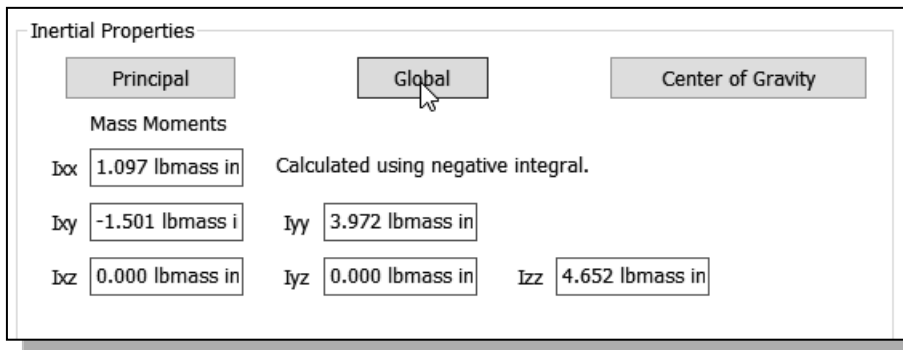 Inertial Properties
Principal Global Center of Gravity
Mass Moments
Ixx 1.097 lbmass in Calculated using negative integral.
Ixy -1.501 lbmass i Iyy 3.972 lbmass in
Ixz 0.000 lbmass in Iyz 0.000 lbmass in Izz 4.652 lbmass in